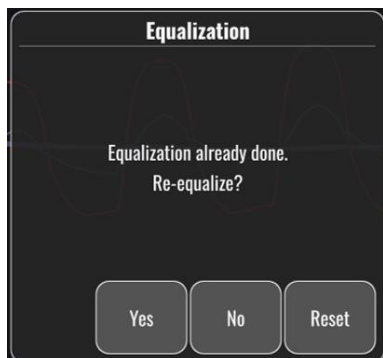 Equalization
Equalization already done.
Re-equalize?
Yes
No
Reset